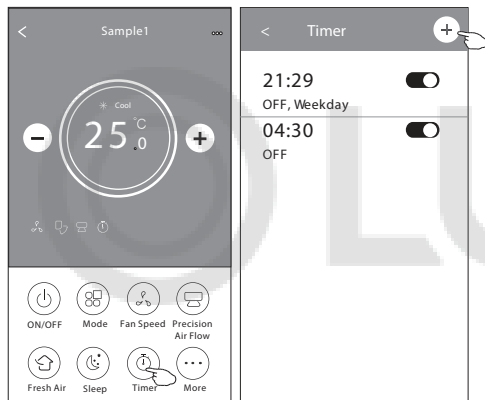 < Sample1 •••
Cool
25.0 °C
− +
ON/OFF Mode Fan Speed Precision Air Flow
Fresh Air Sleep Timer More
< Timer +
21:29
OFF, Weekday
04:30
OFF